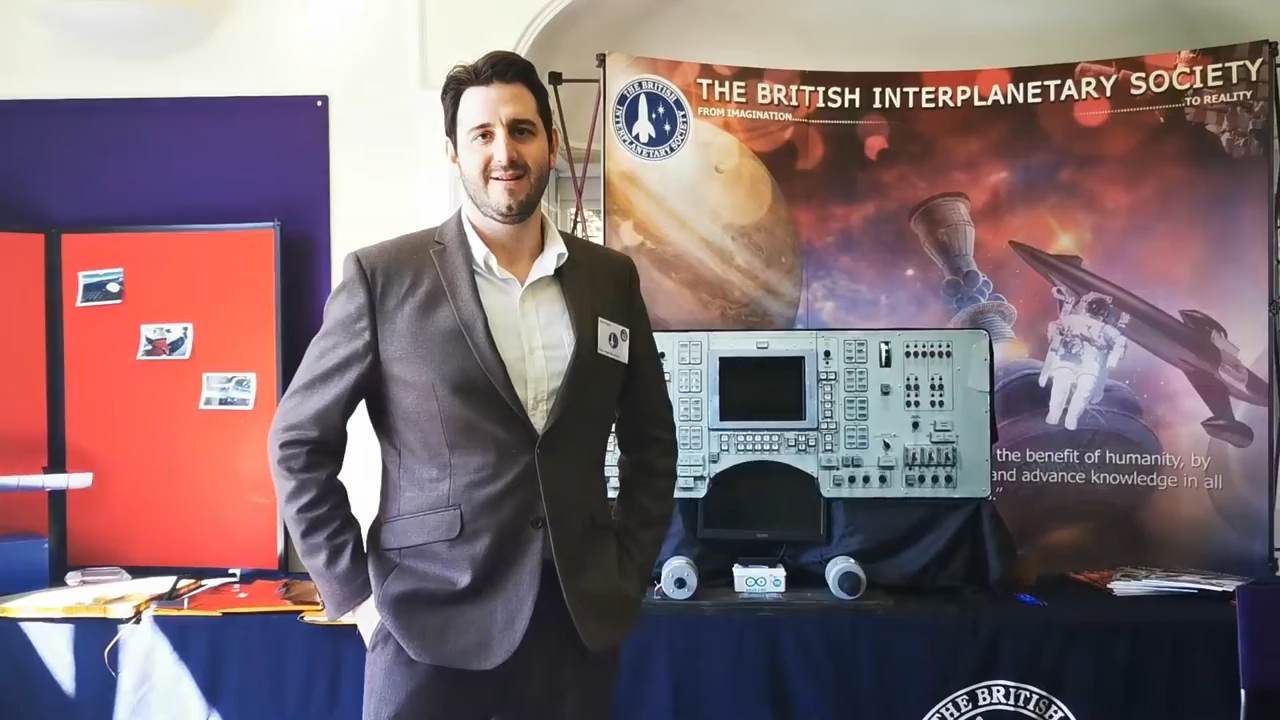 THE BRITISH INTERPLANETARY SOCIETY
FROM IMAGINATION
TO REALITY
THE BRITISH
INTERPLANETARY SOCIETY
the benefit of humanity, by
and advance knowledge in all
."
THE BRITISH